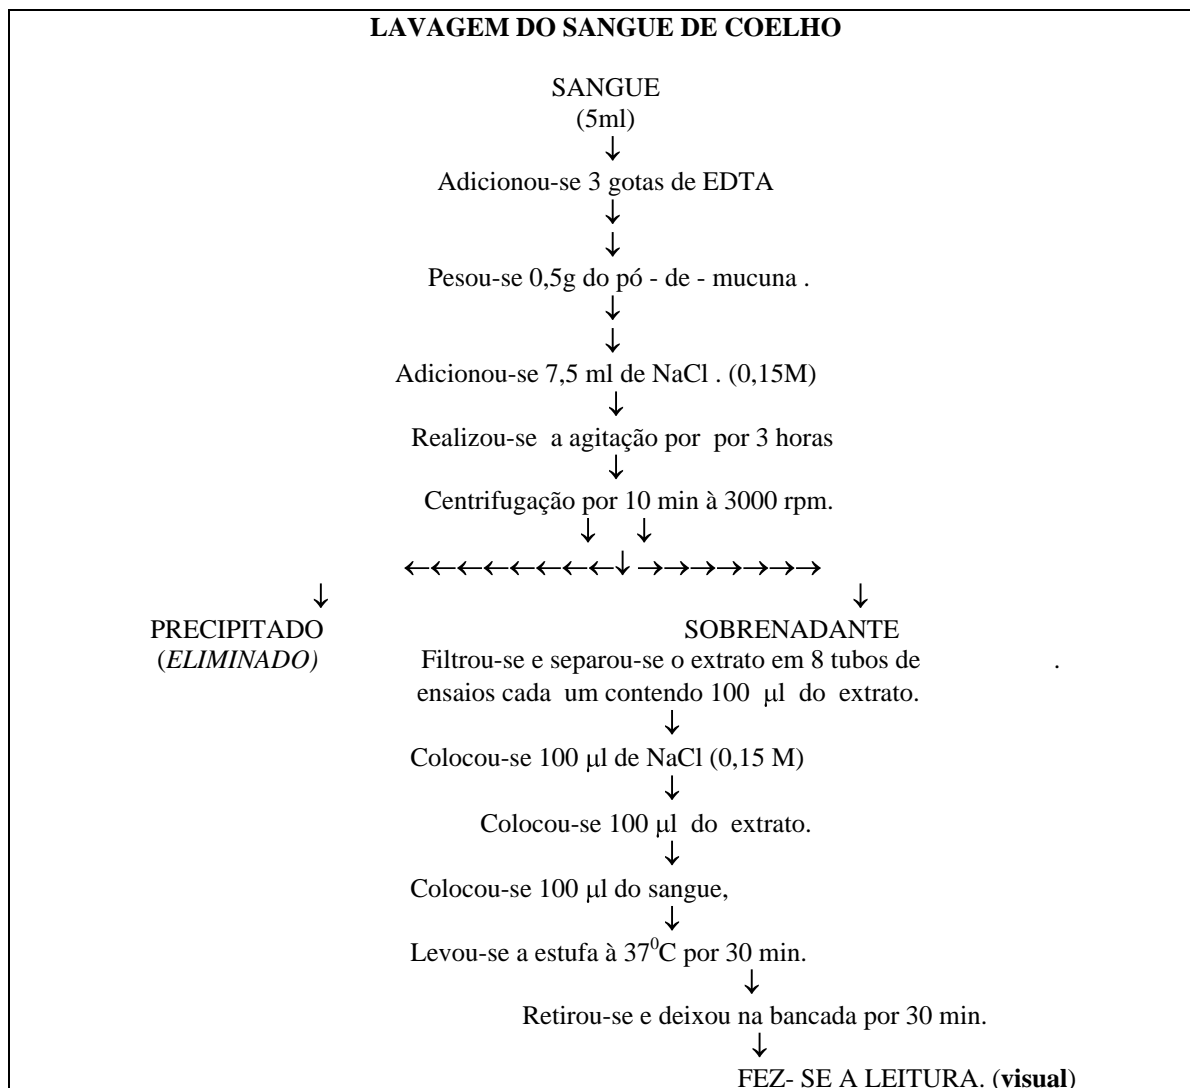 LAVAGEM DO SANGUE DE COELHO
SANGUE
(5ml)
↓
Adicionou-se 3 gotas de EDTA
↓
↓
Pesou-se 0,5g do pó - de - mucuna .
↓
↓
Adicionou-se 7,5 ml de NaCl . (0,15M)
↓
Realizou-se a agitação por por 3 horas
↓
Centrifugação por 10 min à 3000 rpm.
↓ ↓
←←←←←←←←↓→→→→→→→
↓ ↓
PRECIPITADO SOBRENADANTE
(ELIMINADO) Filtrou-se e separou-se o extrato em 8 tubos de .
ensaios cada um contendo 100 µl do extrato.
↓
Colocou-se 100 µl de NaCl (0,15 M)
↓
Colocou-se 100 µl do extrato.
↓
Colocou-se 100 µl do sangue,
↓
Levou-se a estufa à 37⁰C por 30 min.
↓
Retirou-se e deixou na bancada por 30 min.
↓
FEZ- SE A LEITURA. (visual)